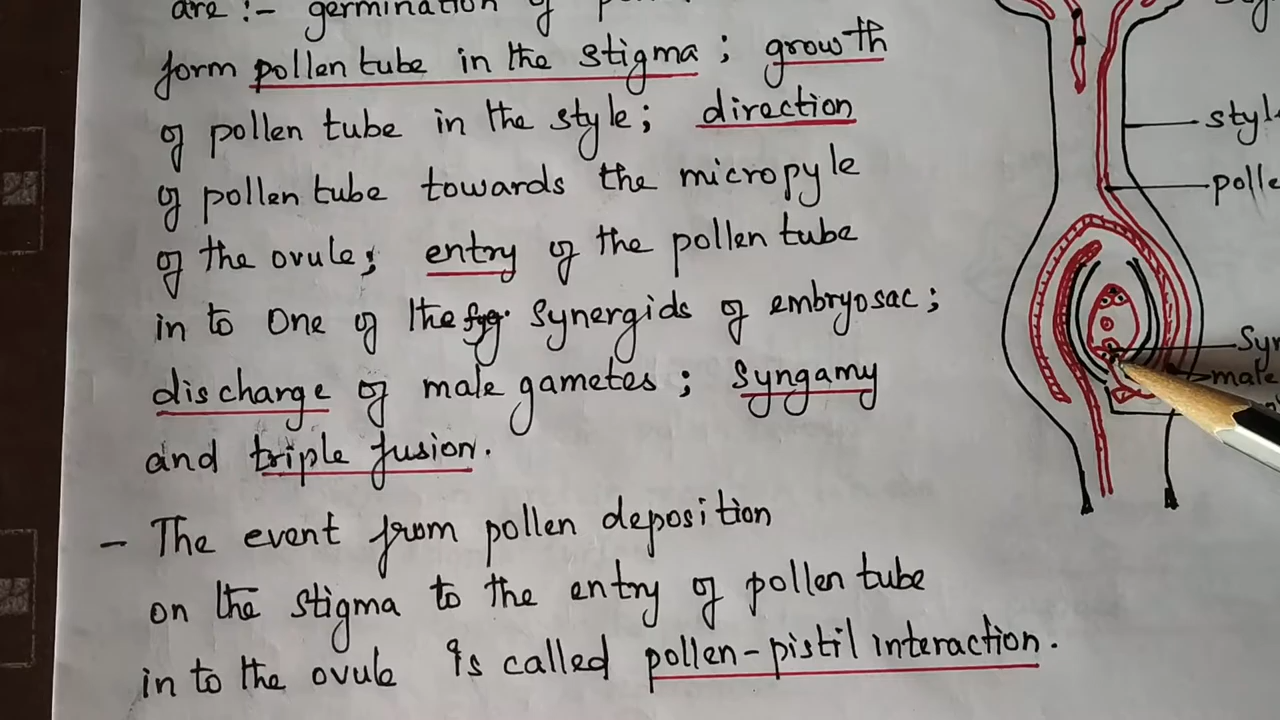 are :- germination of
form pollen tube in the stigma ; growth
of pollen tube in the style ; direction
of pollen tube towards the micropyle
of the ovule ; entry of the pollen tube
in to one of the synergids of embryosac ;
discharge of male gametes ; syngamy
and triple fusion .
- The event from pollen deposition
on the stigma to the entry of pollen tube
in to the ovule is called pollen-pistil interaction .
styl
polle
Syn
male